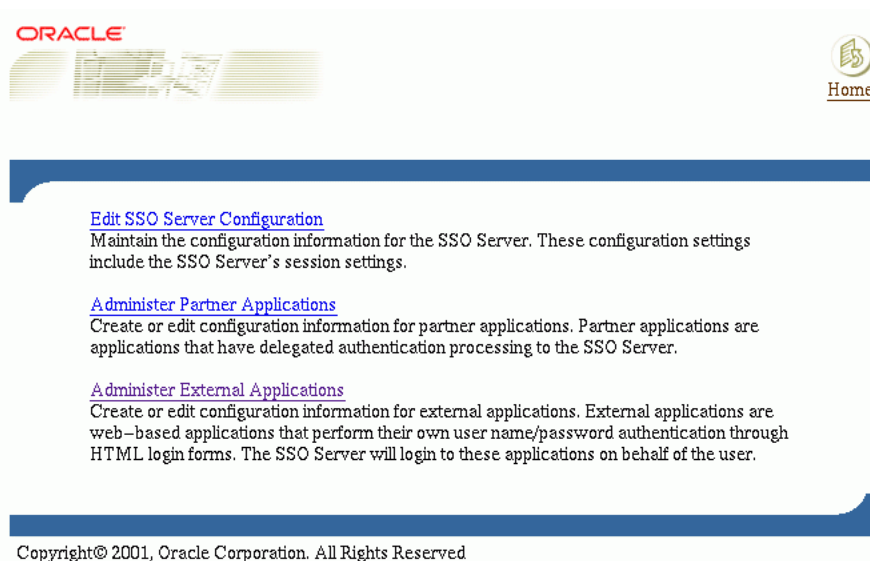 ORACLE
Home
Edit SSO Server Configuration
Maintain the configuration information for the SSO Server. These configuration settings
include the SSO Server's session settings.
Administer Partner Applications
Create or edit configuration information for partner applications. Partner applications are
applications that have delegated authentication processing to the SSO Server.
Administer External Applications
Create or edit configuration information for external applications. External applications are
web–based applications that perform their own user name/password authentication through
HTML login forms. The SSO Server will login to these applications on behalf of the user.
Copyright© 2001, Oracle Corporation. All Rights Reserved